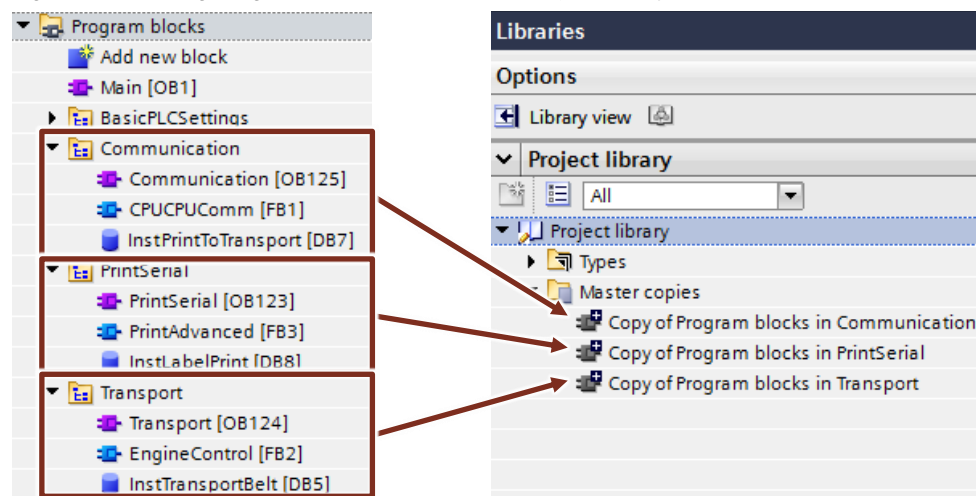 Program blocks
Add new block
Main [OB1]
BasicPLCSettings
Communication
Communication [OB125]
CPUCPUComm [FB1]
InstPrintToTransport [DB7]
PrintSerial
PrintSerial [OB123]
PrintAdvanced [FB3]
InstLabelPrint [DB8]
Transport
Transport [OB124]
EngineControl [FB2]
InstTransportBelt [DB5]
Libraries
Options
Library view
Project library
All
Project library
Types
Master copies
Copy of Program blocks in Communication
Copy of Program blocks in PrintSerial
Copy of Program blocks in Transport